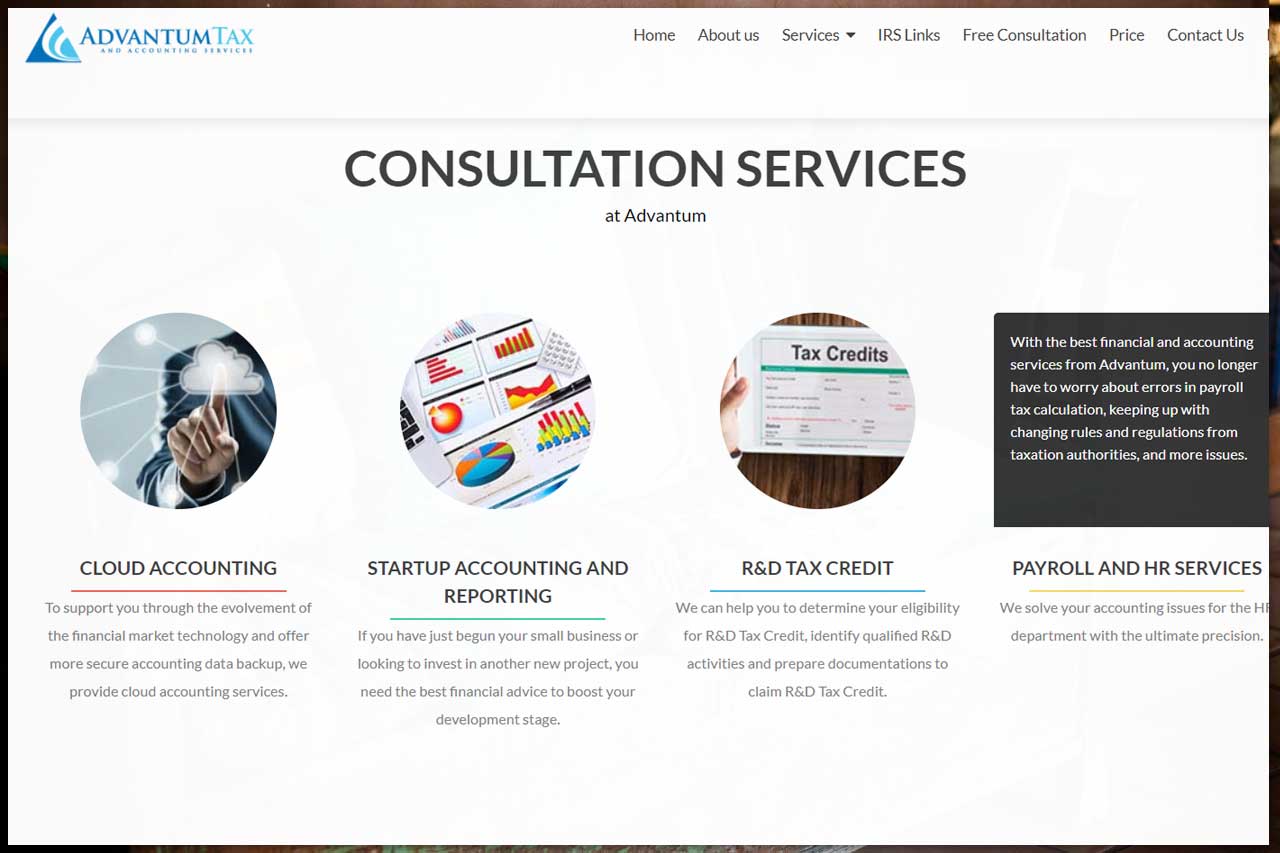 ADVANTUMTAX
AND ACCOUNTING SERVICES
Home About us Services IRS Links Free Consultation Price Contact Us
CONSULTATION SERVICES
at Advantum
Tax Credits
With the best financial and accounting
services from Advantum, you no longer
have to worry about errors in payroll
tax calculation, keeping up with
changing rules and regulations from
taxation authorities, and more issues.
CLOUD ACCOUNTING
To support you through the evolvement of
the financial market technology and offer
more secure accounting data backup, we
provide cloud accounting services.
STARTUP ACCOUNTING AND
REPORTING
If you have just begun your small business or
looking to invest in another new project, you
need the best financial advice to boost your
development stage.
R&D TAX CREDIT
We can help you to determine your eligibility
for R&D Tax Credit, identify qualified R&D
activities and prepare documentations to
claim R&D Tax Credit.
PAYROLL AND HR SERVICES
We solve your accounting issues for the HR
department with the ultimate precision.